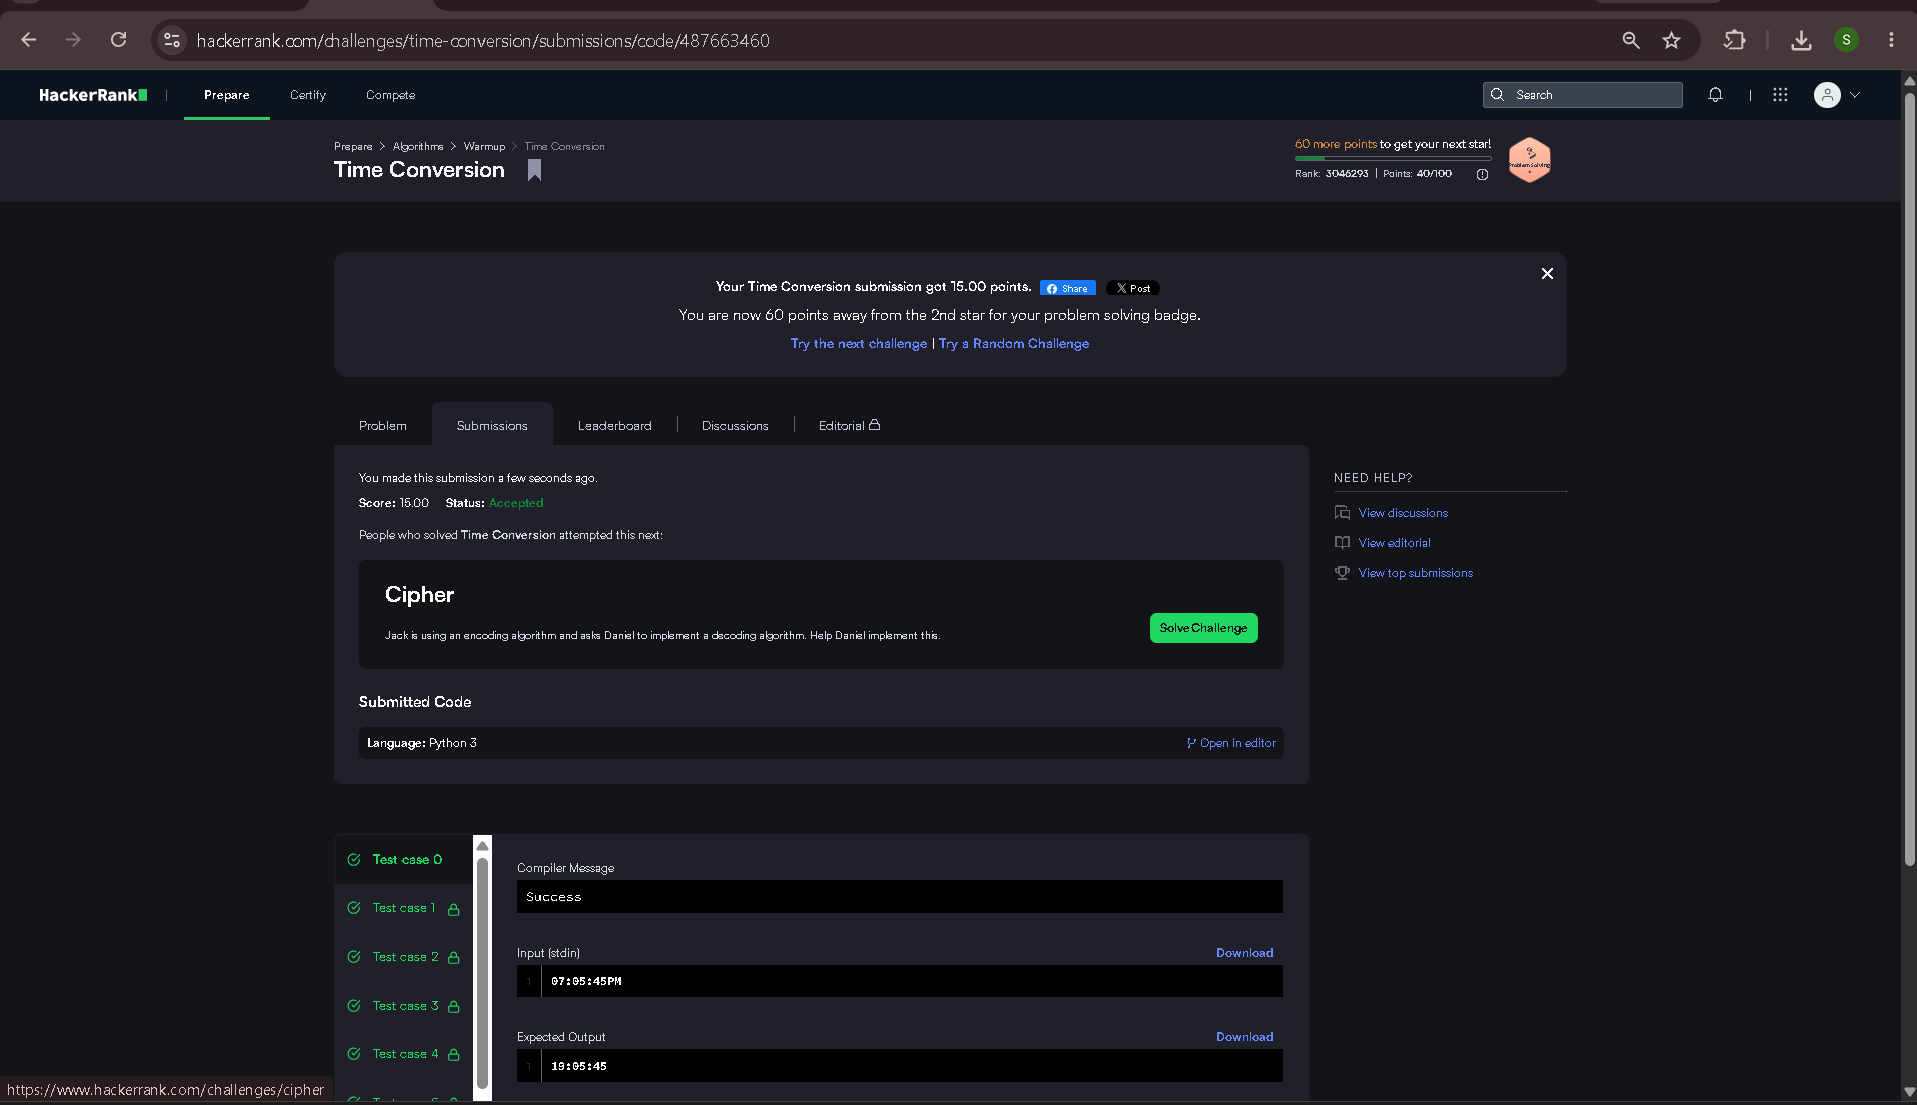 hackerrank.com/challenges/time-conversion/submissions/code/487663460
S
HackerRank | Prepare Certify Compete Search
Prepare > Algorithms > Warmup > Time Conversion
Time Conversion
60 more points to get your next star!
Rank: 3046293 | Points: 40/100
Problem Solving
Your Time Conversion submission got 15.00 points. Share Post
You are now 60 points away from the 2nd star for your problem solving badge.
Try the next challenge | Try a Random Challenge
Problem Submissions Leaderboard Discussions Editorial
You made this submission a few seconds ago.
Score: 15.00 Status: Accepted
People who solved Time Conversion attempted this next:
Cipher
Jack is using an encoding algorithm and asks Daniel to implement a decoding algorithm. Help Daniel implement this.
Solve Challenge
Submitted Code
Language: Python 3 Open in editor
NEED HELP?
View discussions
View editorial
View top submissions
Test case 0
Test case 1
Test case 2
Test case 3
Test case 4
Compiler Message
Success
Input (stdin) Download
1 07:05:45PM
Expected Output Download
1 19:05:45
https://www.hackerrank.com/challenges/cipher